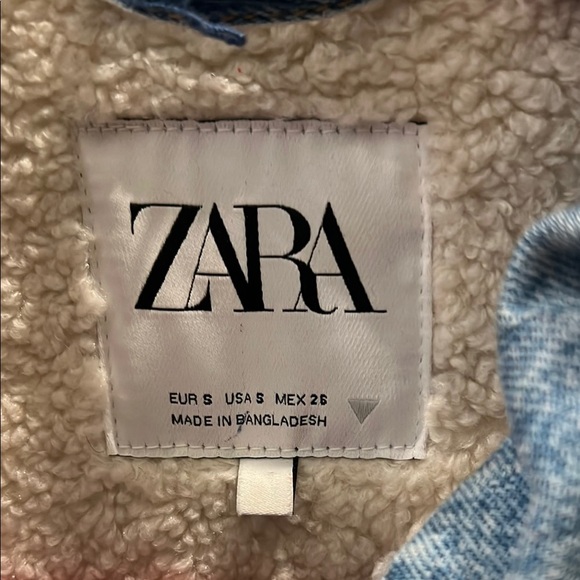 ZARA
EUR S USA S MEX 26
MADE IN BANGLADESH